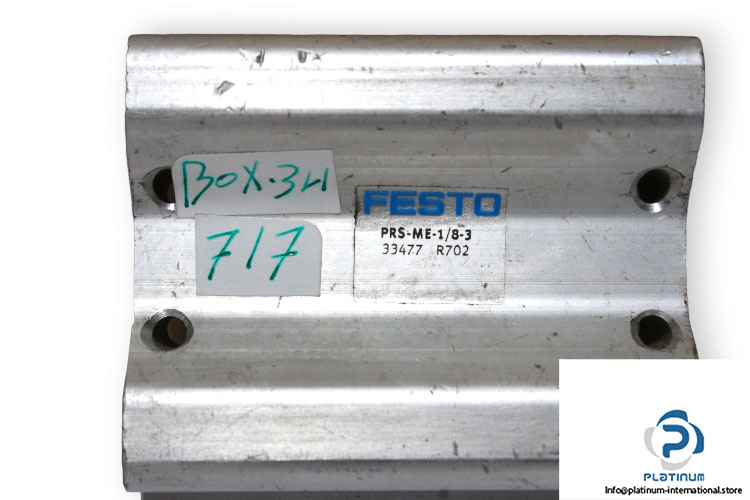 BOX.34
717
FESTO
PRS-ME-1/8-3
33477 R702
PLATINUM
Info@platinum-international.store